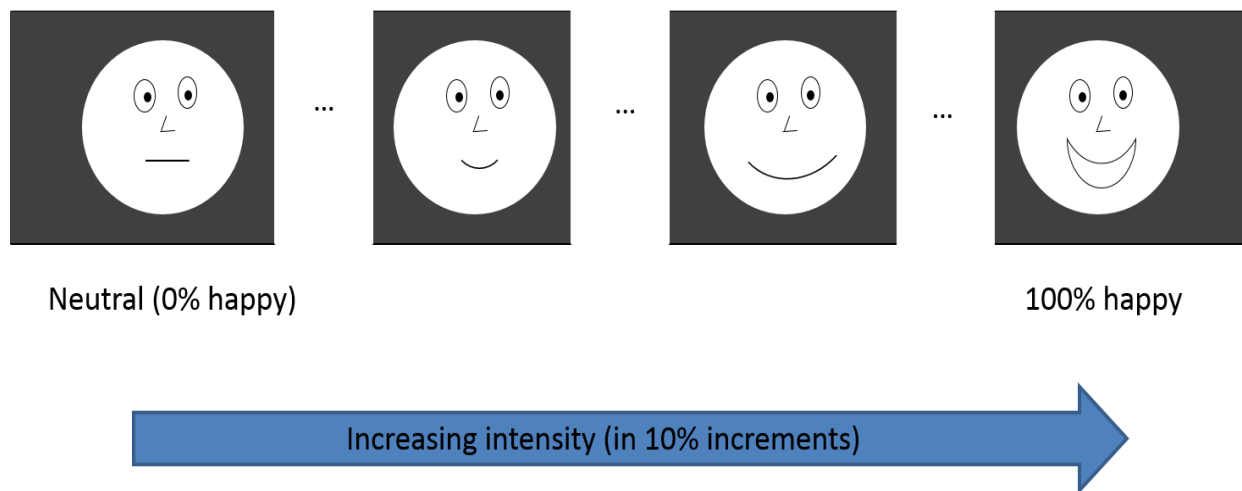 ... ... ...
Neutral (0% happy) 100% happy
Increasing intensity (in 10% increments)